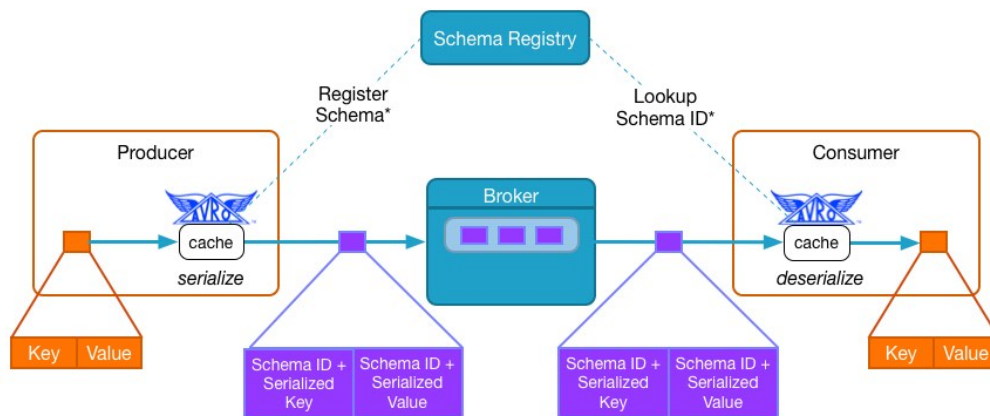 Schema Registry
Register
Schema*
Lookup
Schema ID*
Producer
Consumer
AVRO
Broker
AVRO
cache
cache
serialize
deserialize
Key
Value
Schema ID +
Serialized
Key
Schema ID +
Serialized
Value
Schema ID +
Serialized
Key
Schema ID +
Serialized
Value
Key
Value